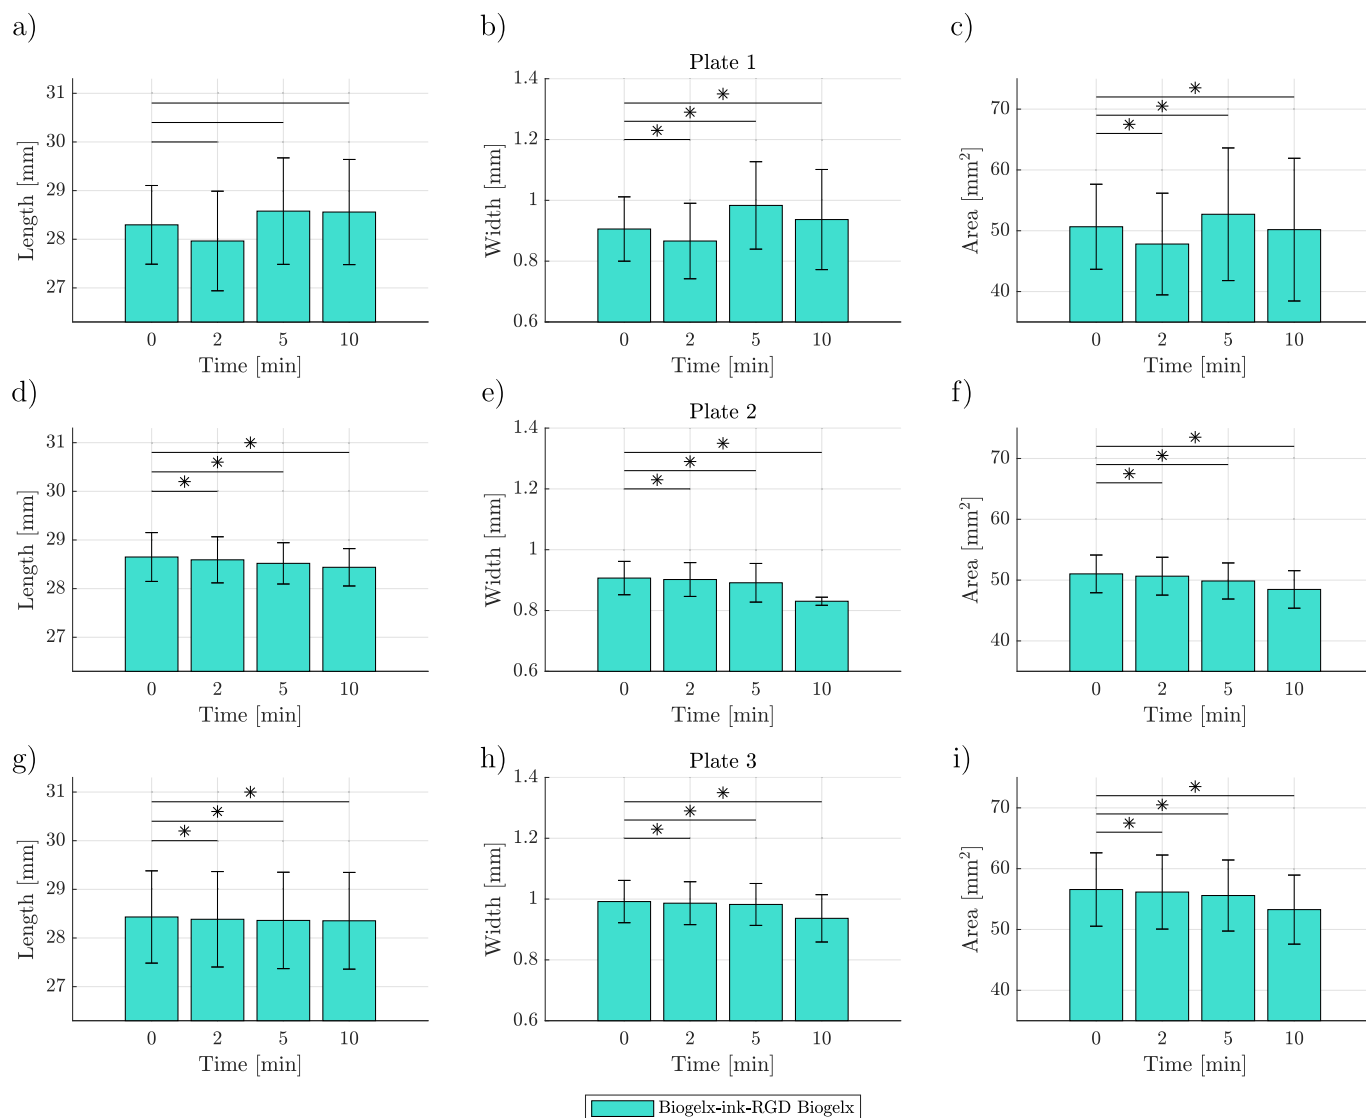 a)
31
30
29
28
27
Length [mm]
0 2 5 10
Time [min]
b)
Plate 1
1.4
1.2
1
0.8
0.6
Width [mm]
0 2 5 10
Time [min]
c)
70
60
50
40
Area [mm²]
0 2 5 10
Time [min]
d)
31
30
28
28
27
Length [mm]
0 2 5 10
Time [min]
e)
Plate 2
1.4
1.2
1
0.8
0.6
Width [mm]
0 2 5 10
Time [min]
f)
70
60
50
40
Area [mm²]
0 2 5 10
Time [min]
g)
31
30
28
28
27
Length [mm]
0 2 5 10
Time [min]
h)
Plate 3
1.4
1.2
1
0.8
0.6
Width [mm]
0 2 5 10
Time [min]
i)
70
60
50
40
Area [mm²]
0 2 5 10
Time [min]
Biogelx-ink-RGD Biogelx